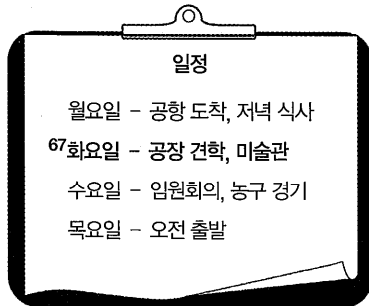 일정
월요일 - 공항 도착, 저녁 식사
67화요일 - 공장 견학, 미술관
수요일 - 임원회의, 농구 경기
목요일 - 오전 출발